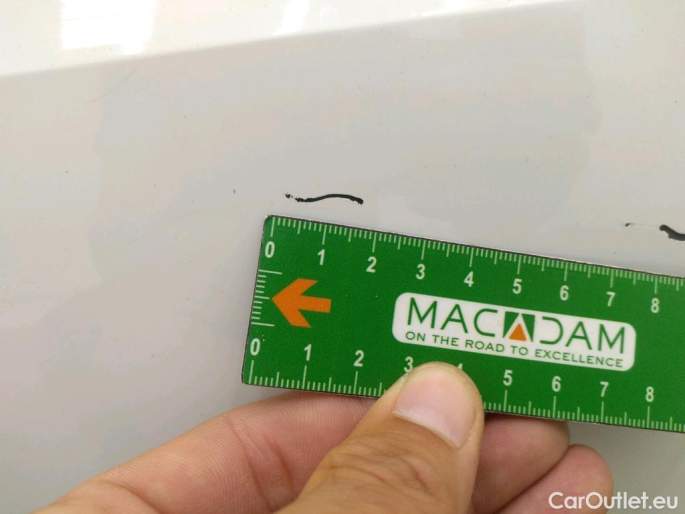 0 1 2 3 4 5 6 7 8
MACADAM
ON THE ROAD TO EXCELLENCE
0 1 2 3 4 5 6 7 8
CarOutlet.eu